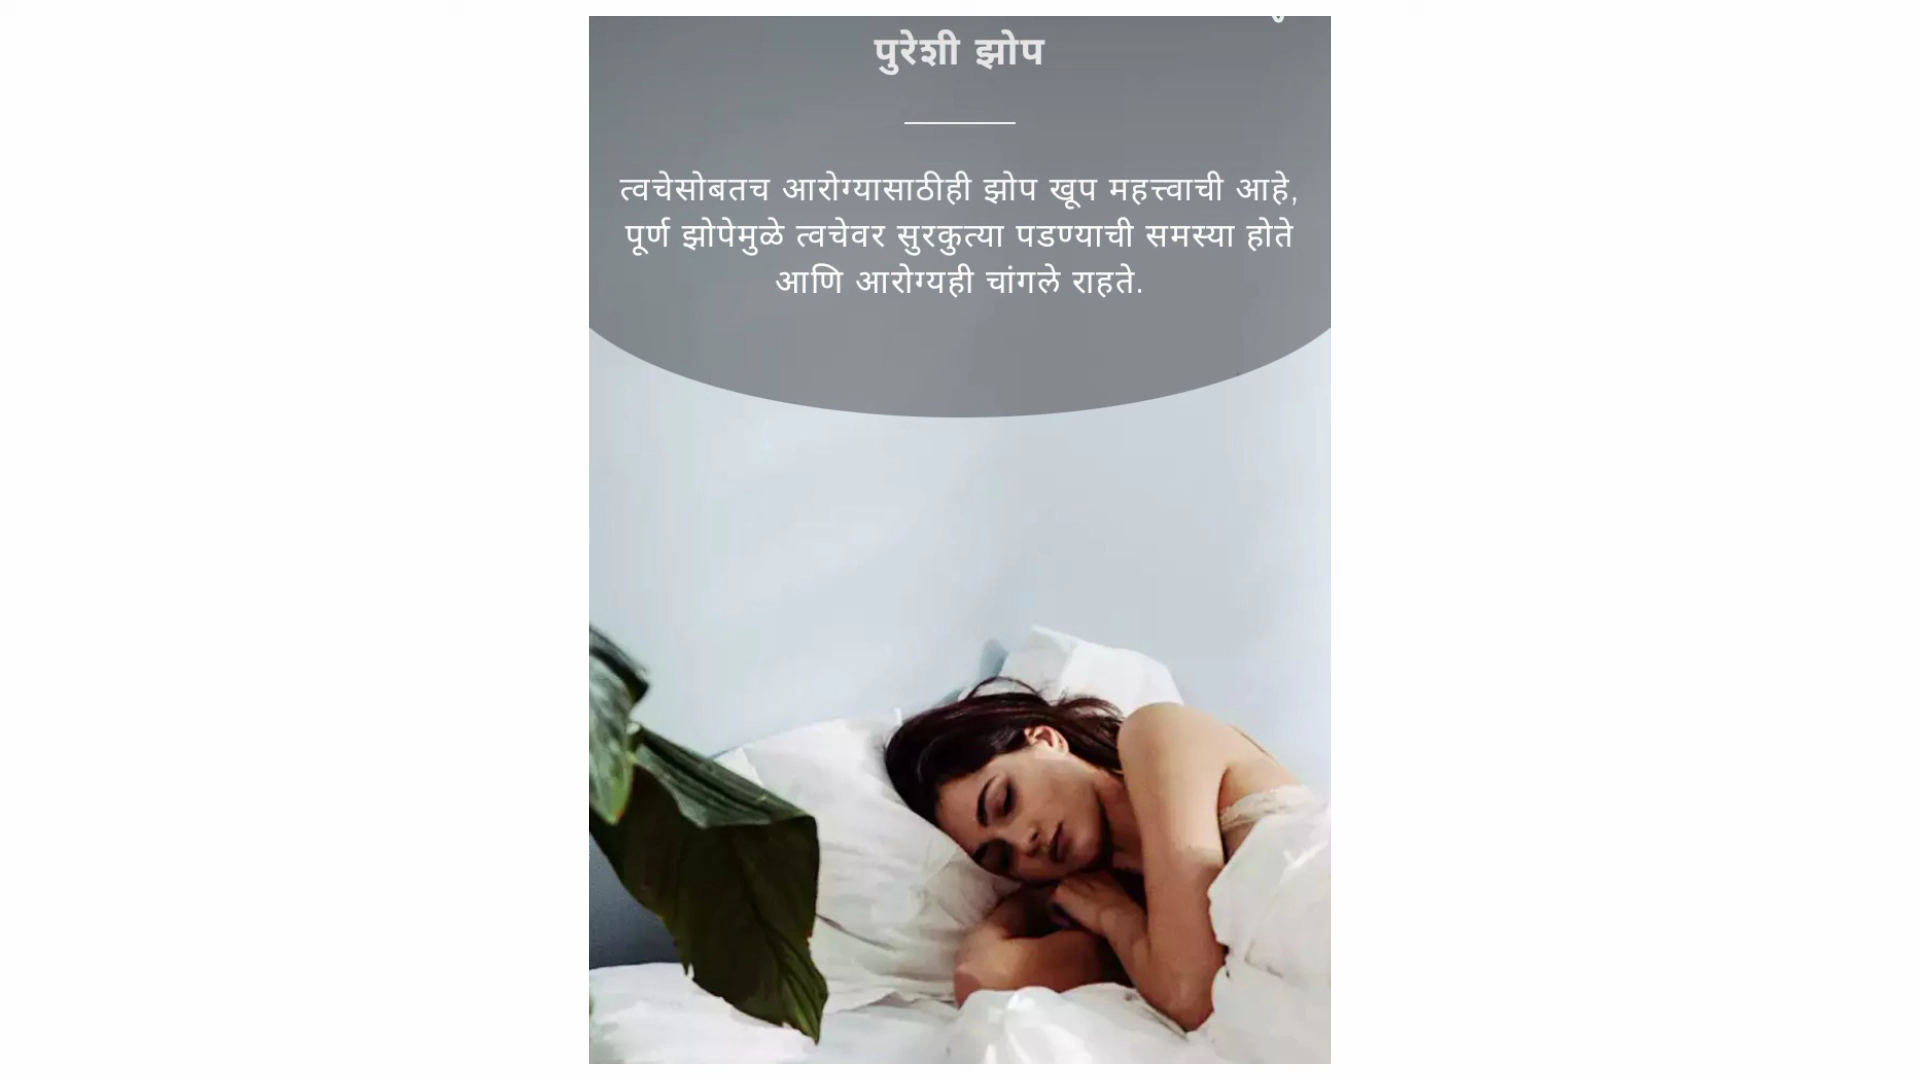 पुरेशी झोप
त्वचेसोबतच आरोग्यासाठीही झोप खूप महत्त्वाची आहे,
पूर्ण झोपेमुळे त्वचेवर सुरकुत्या पडण्याची समस्या होते
आणि आरोग्यही चांगले राहते.